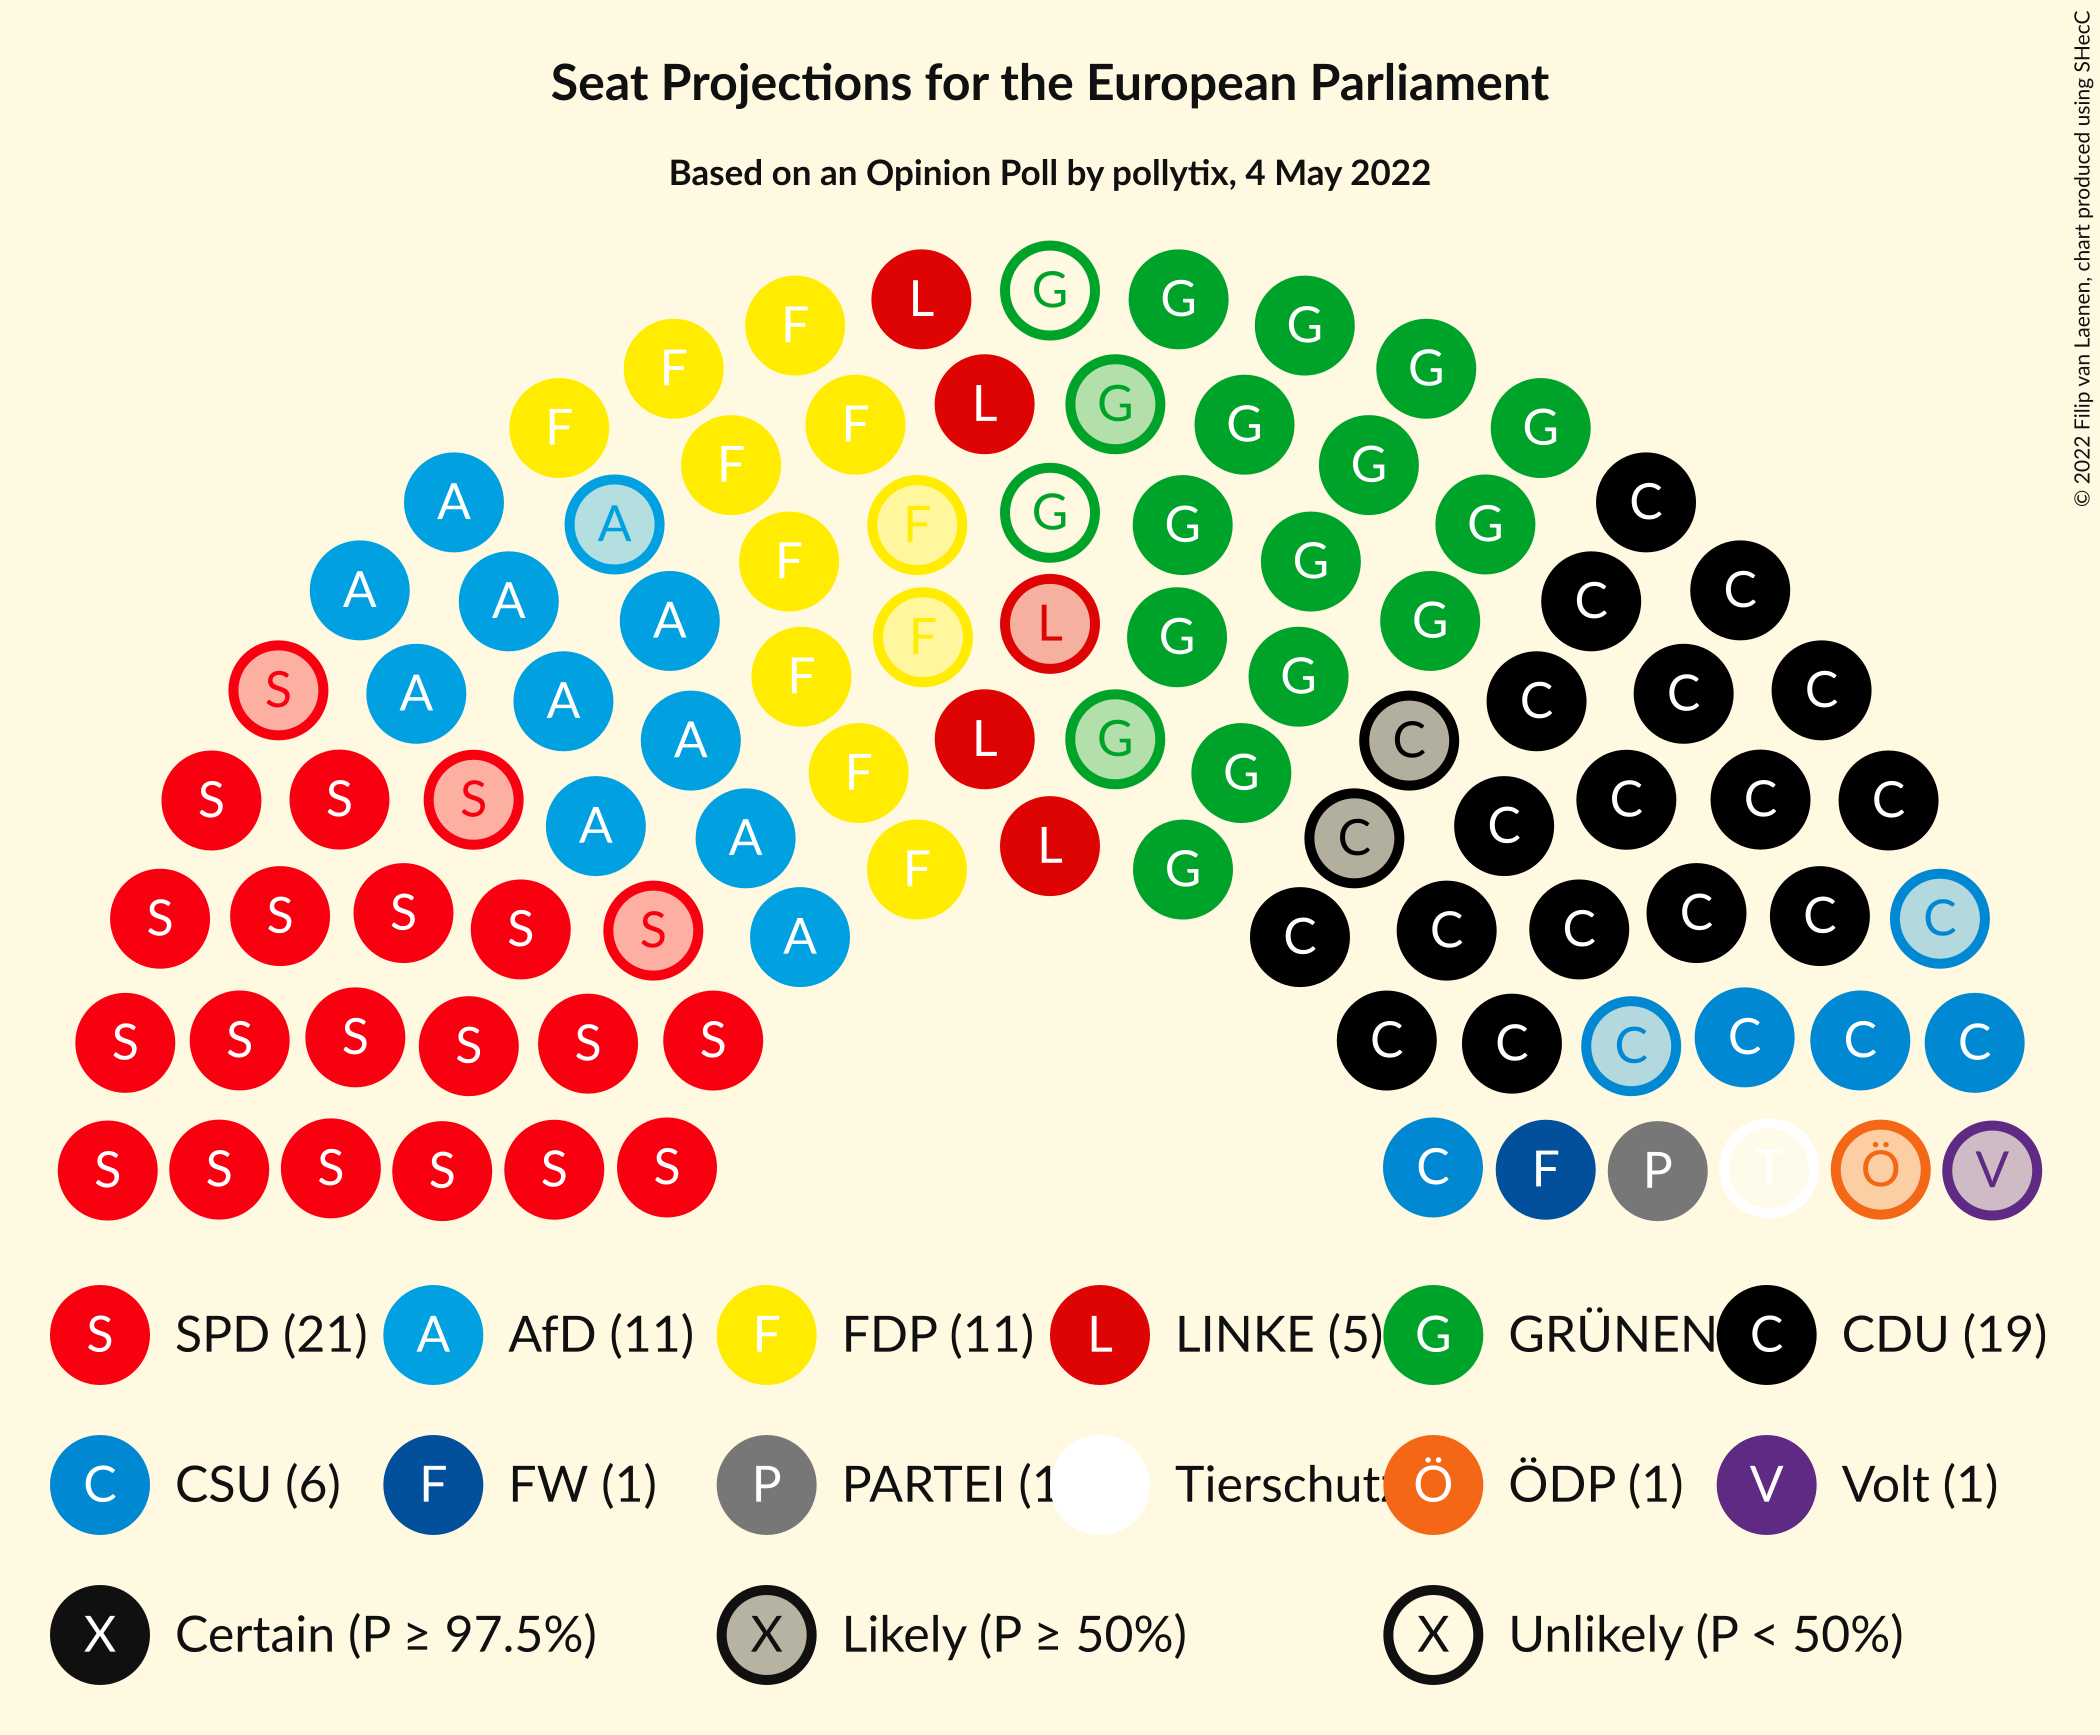 Seat Projections for the European Parliament
Based on an Opinion Poll by pollytix, 4 May 2022
© 2022 Filip van Laenen, chart produced using SHecC
G
L G
F G
F G
F L G G
F F G G
F G
A F F G G C
A F G
A A F G G C C
A A F L G G C
S A A F G C C C
A L G C
S S S A A F G C C C C C
A F L G C
S S S S S A C C C C C C
S S S S S S C C C C C C
S S S S S S C F P T Ö V
S SPD (21) A AfD (11) F FDP (11) L LINKE (5) G GRÜNEN C CDU (19)
C CSU (6) F FW (1) P PARTEI (1 Tierschutz Ö ÖDP (1) V Volt (1)
X Certain (P ≥ 97.5%) X Likely (P ≥ 50%) X Unlikely (P < 50%)